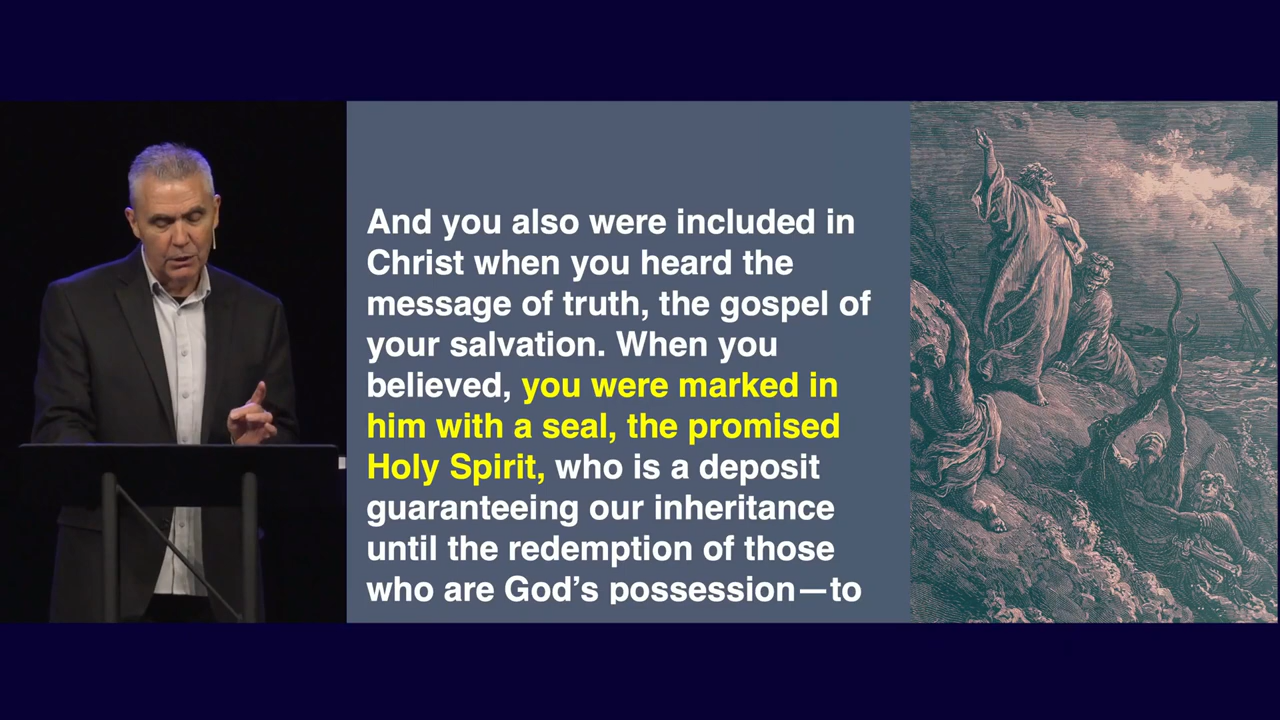 And you also were included in
Christ when you heard the
message of truth, the gospel of
your salvation. When you
believed, you were marked in
him with a seal, the promised
Holy Spirit, who is a deposit
guaranteeing our inheritance
until the redemption of those
who are God’s possession—to